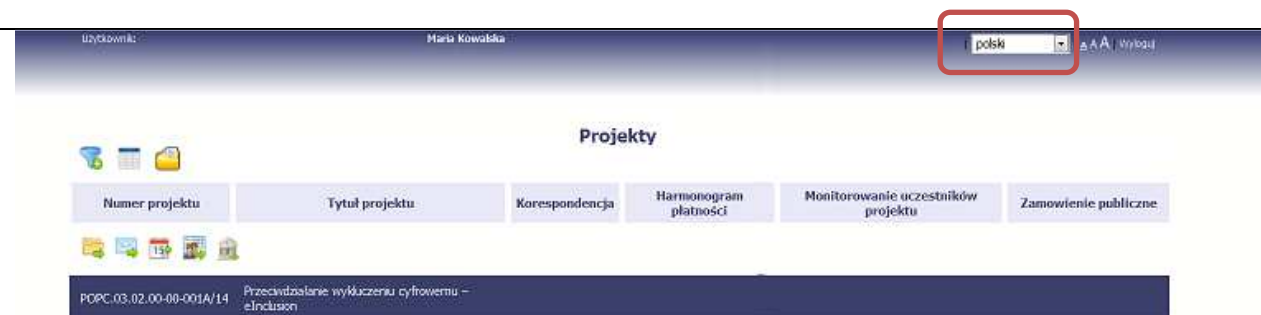 Użytkownik: Maria Kowalska | polski A A A | Wyloguj
Projekty
Numer projektu Tytuł projektu Korespondencja Harmonogram płatności Monitorowanie uczestników projektu Zamowienie publiczne
15
POPC.03.02.00-00-001A/14 Przeciwdziałanie wykluczeniu cyfrowemu –
eInclusion